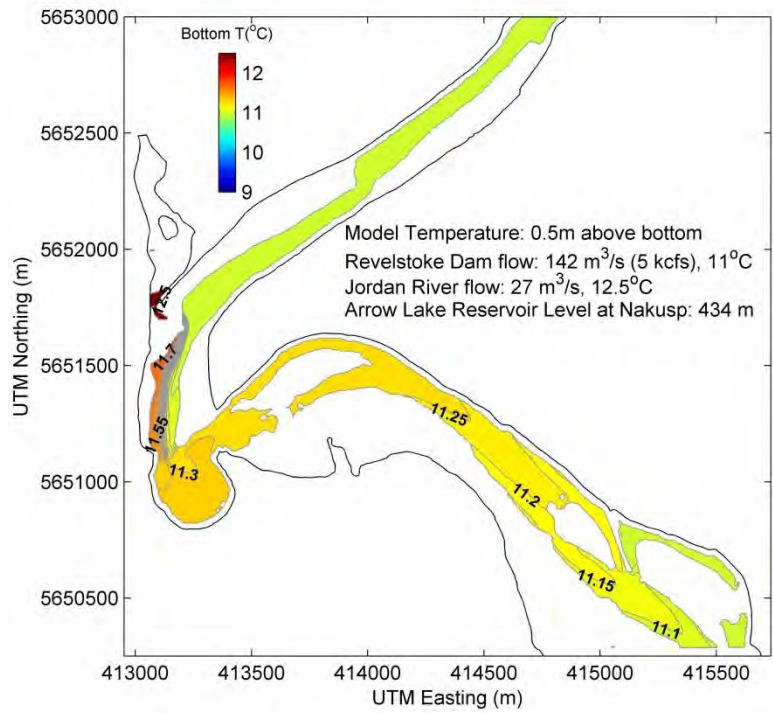 5653000
5652500
5652000
5651500
5651000
5650500
UTM Northing (m)
Bottom T(°C)
12
11
10
9
Model Temperature: 0.5m above bottom
Revelstoke Dam flow: 142 m³/s (5 kcfs), 11°C
Jordan River flow: 27 m³/s, 12.5°C
Arrow Lake Reservoir Level at Nakusp: 434 m
12.5
11.7
11.55
11.3
11.25
11.2
11.15
11.1
413000 413500 414000 414500 415000 415500
UTM Easting (m)